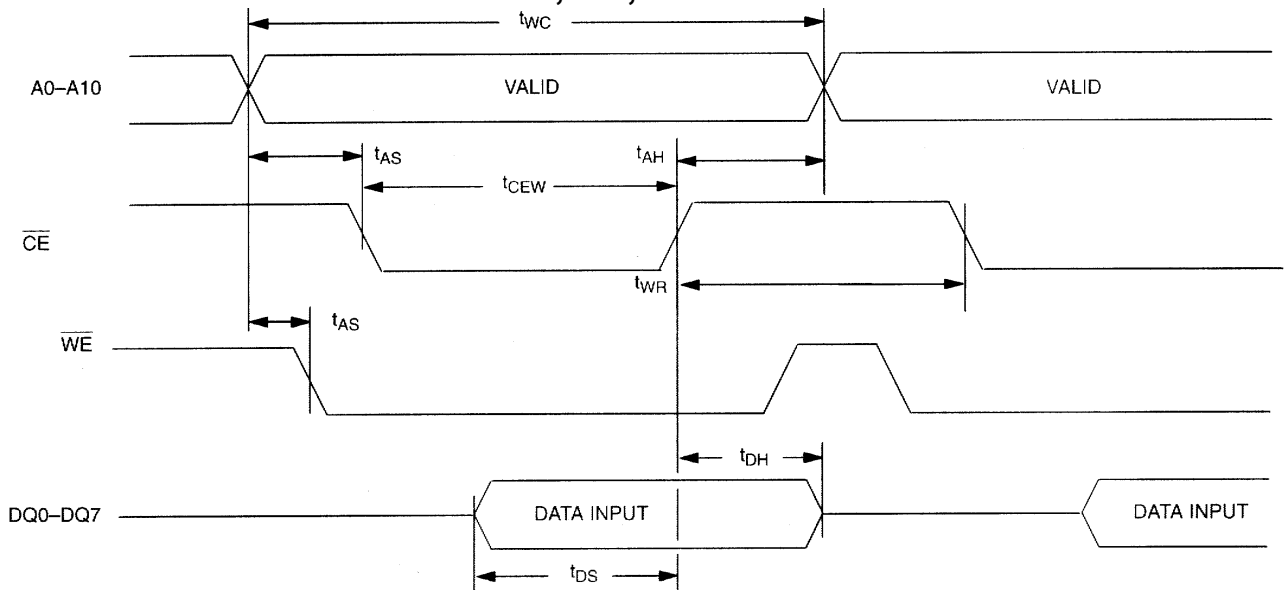 tWC
A0–A10
VALID
VALID
tAS
tAH
tCEW
CE
tWR
tAS
WE
tDH
DQ0–DQ7
DATA INPUT
DATA INPUT
tDS